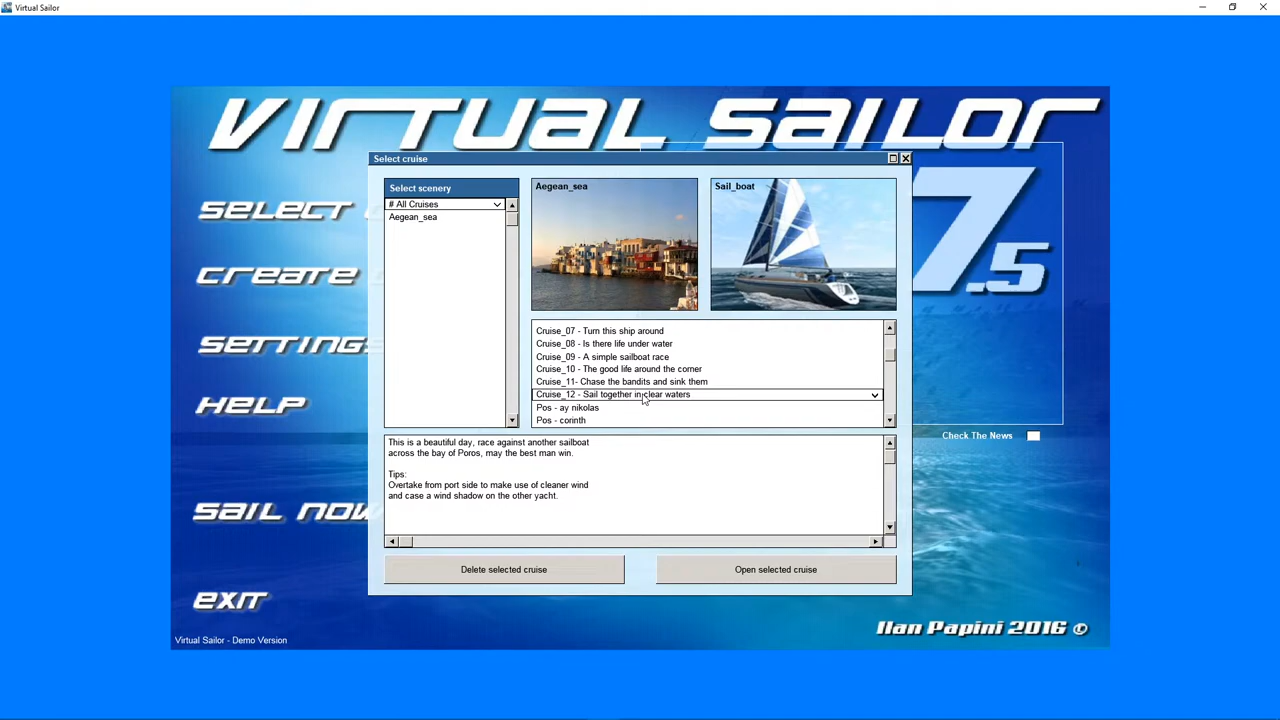 Virtual Sailor
VIRTUAL SAILOR
7.5
SELECT
CREATE
SETTINGS
HELP
SAIL NOW
EXIT
Virtual Sailor - Demo Version
Select cruise
Select scenery
# All Cruises
Aegean_sea
Aegean_sea
Sail_boat
Cruise_07 - Turn this ship around
Cruise_08 - Is there life under water
Cruise_09 - A simple sailboat race
Cruise_10 - The good life around the corner
Cruise_11- Chase the bandits and sink them
Cruise_12 - Sail together in clear waters
Pos - ay nikolas
Pos - corinth
This is a beautiful day, race against another sailboat
across the bay of Poros, may the best man win.
Tips:
Overtake from port side to make use of cleaner wind
and case a wind shadow on the other yacht.
Delete selected cruise
Open selected cruise
Check The News
Ilan Papini 2016 ©